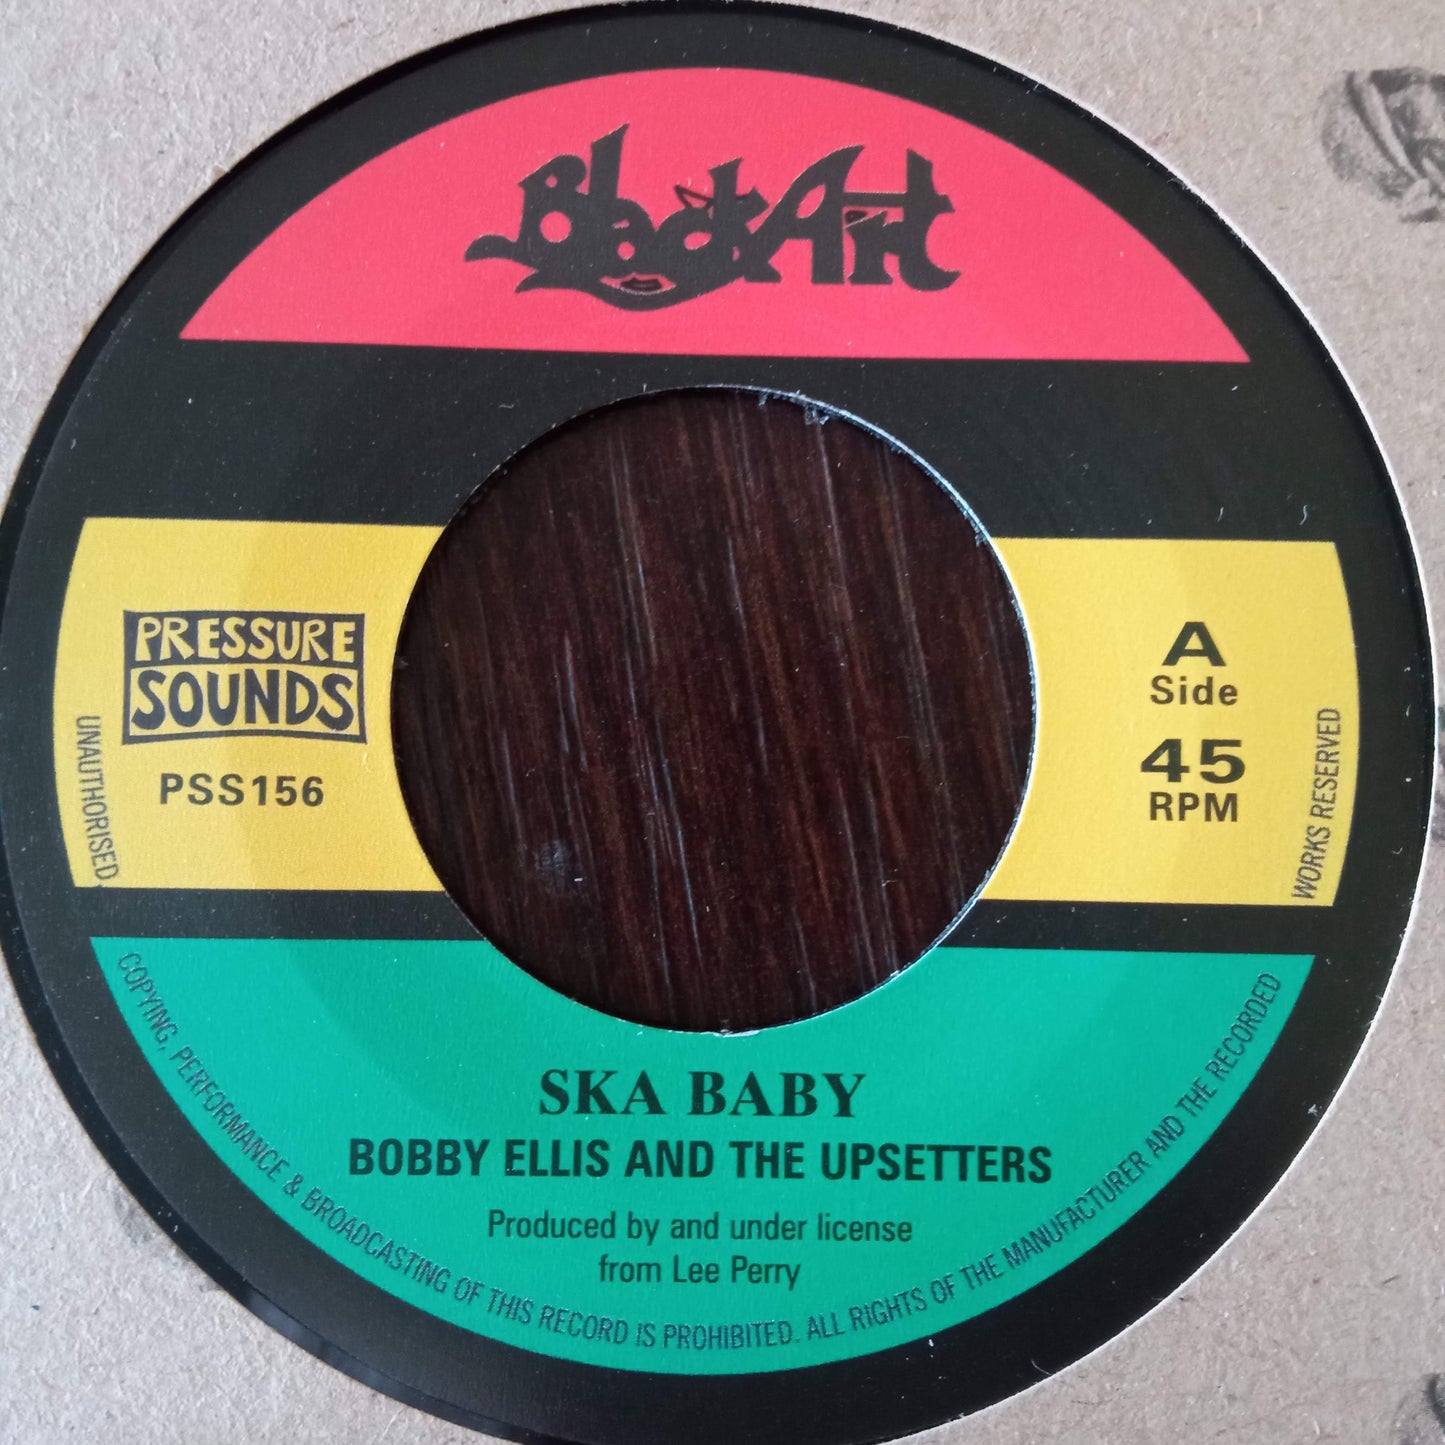 Black Art
PRESSURE
SOUNDS
PSS156
A
Side
45
RPM
SKA BABY
BOBBY ELLIS AND THE UPSETTERS
Produced by and under license
from Lee Perry
UNAUTHORISED COPYING, PERFORMANCE & BROADCASTING OF THIS RECORD IS PROHIBITED. ALL RIGHTS OF THE MANUFACTURER AND THE RECORDED WORKS RESERVED